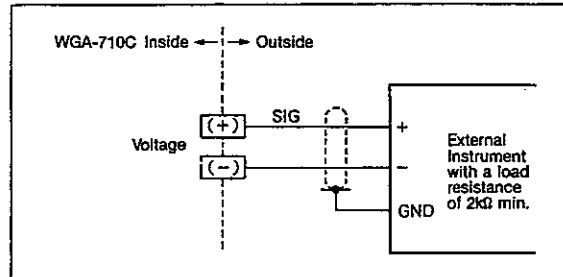 WGA-710C Inside ◄─┼─► Outside
(+)
SIG
+
Voltage
(−)
−
External
Instrument
with a load
resistance
of 2kΩ min.
GND